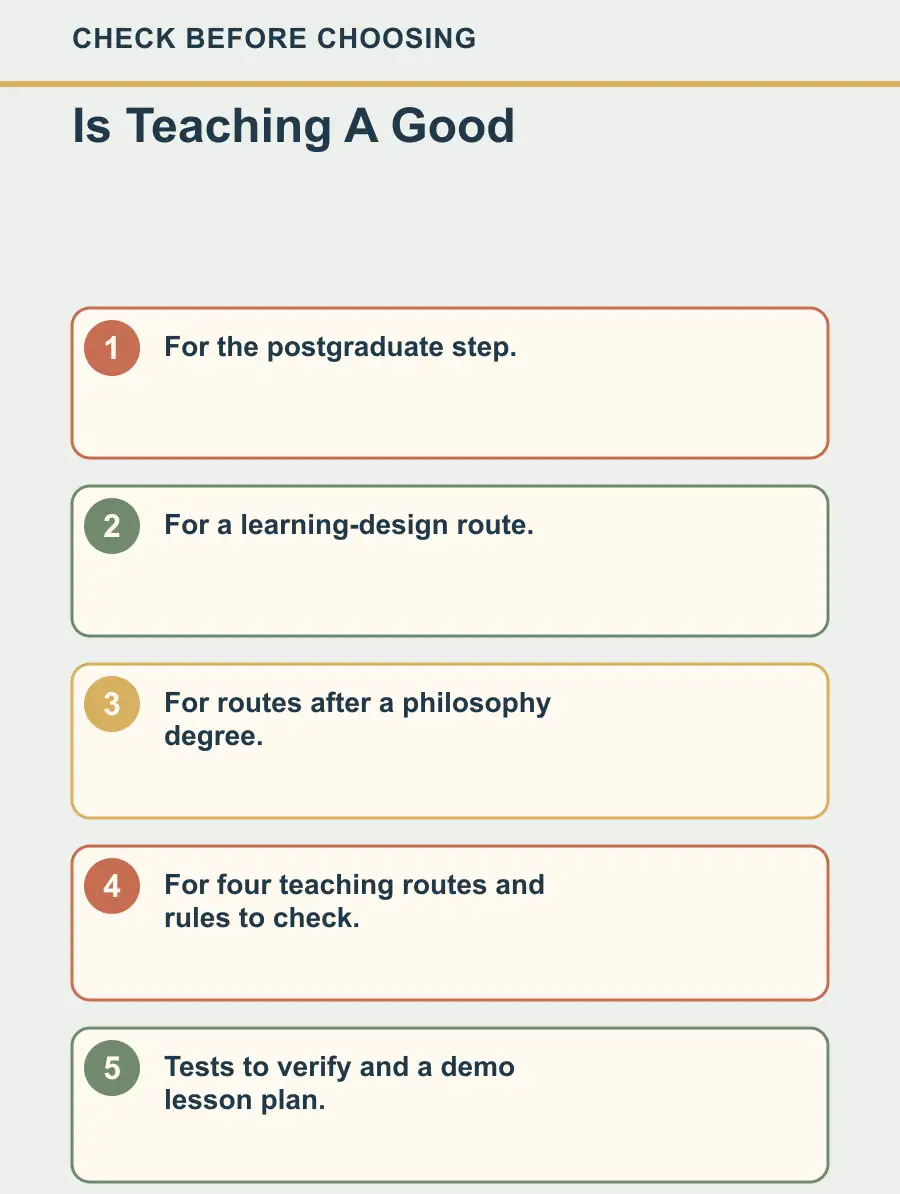 CHECK BEFORE CHOOSING
Is Teaching A Good
1
For the postgraduate step.
2
For a learning-design route.
3
For routes after a philosophy
degree.
4
For four teaching routes and
rules to check.
5
Tests to verify and a demo
lesson plan.